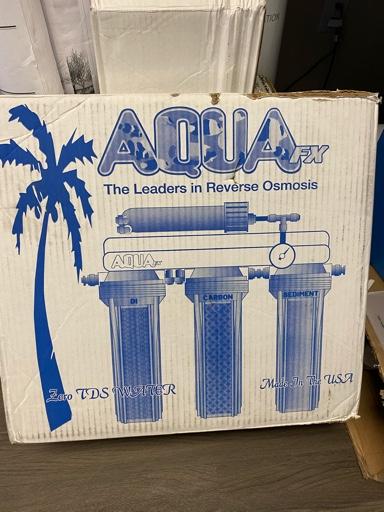 AQUA FX
The Leaders in Reverse Osmosis
AQUA FX
DI
CARBON
SEDIMENT
Zero TDS WATER
Made In The USA